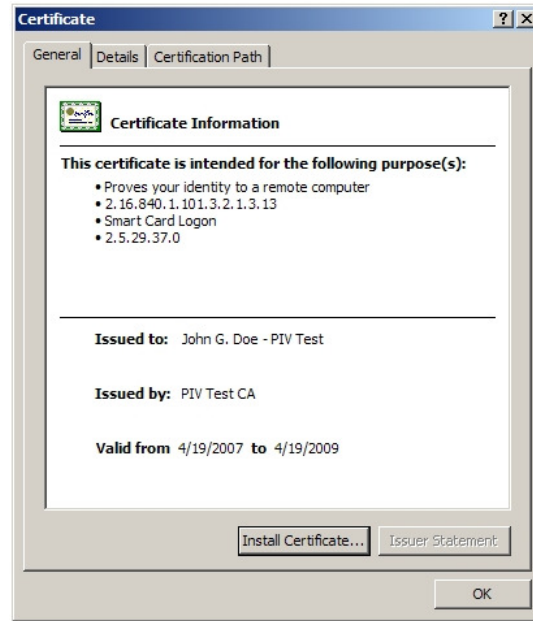 Certificate
General Details Certification Path
Certificate Information
This certificate is intended for the following purpose(s):
• Proves your identity to a remote computer
• 2.16.840.1.101.3.2.1.3.13
• Smart Card Logon
• 2.5.29.37.0
Issued to: John G. Doe - PIV Test
Issued by: PIV Test CA
Valid from 4/19/2007 to 4/19/2009
Install Certificate... Issuer Statement
OK